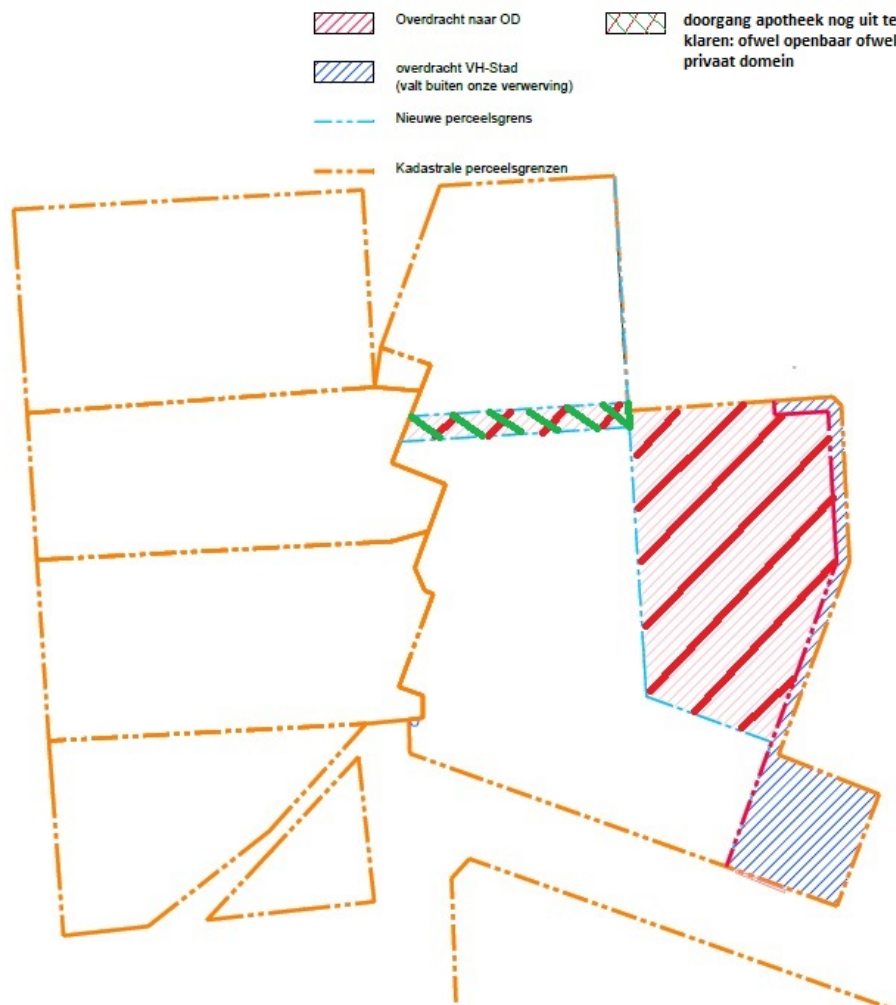 Overdracht naar OD
doorgang apotheek nog uit te
klaren: ofwel openbaar ofwel
privaat domein
overdracht VH-Stad
(valt buiten onze verwerving)
Nieuwe perceelsgrens
Kadastrale perceelsgrenzen